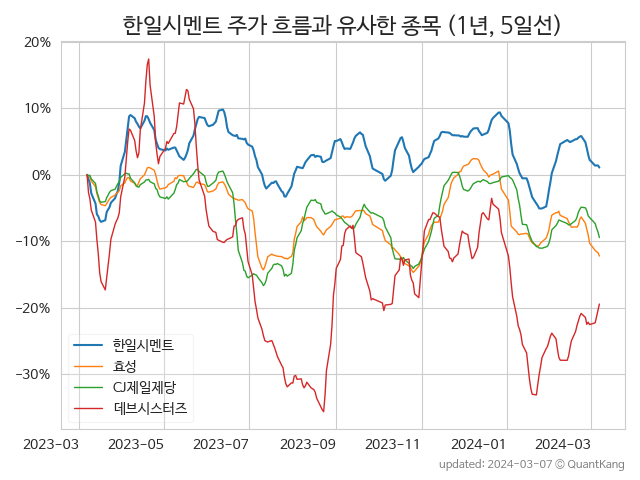 한일시멘트 주가 흐름과 유사한 종목 (1년, 5일선)
20%
10%
0%
−10%
−20%
−30%
한일시멘트
효성
CJ제일제당
데브시스터즈
2023-03 2023-05 2023-07 2023-09 2023-11 2024-01 2024-03
updated: 2024-03-07 © QuantKang